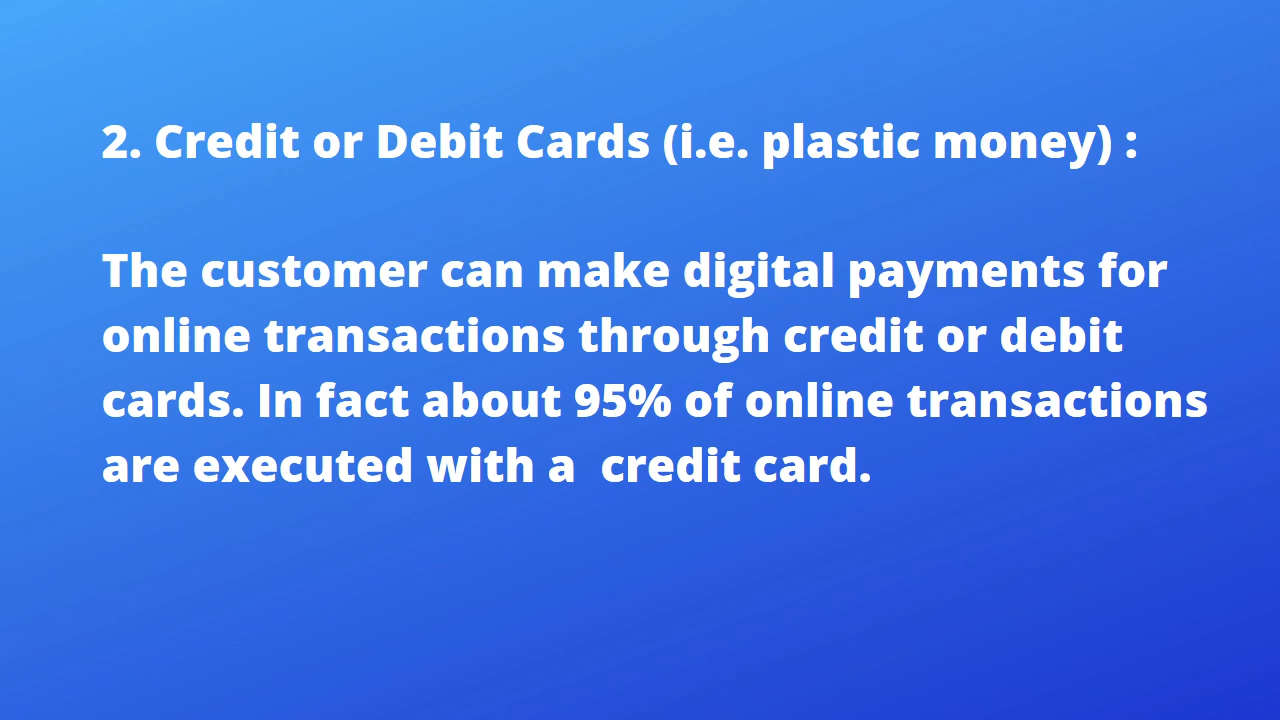 2. Credit or Debit Cards (i.e. plastic money) :
The customer can make digital payments for
online transactions through credit or debit
cards. In fact about 95% of online transactions
are executed with a  credit card.